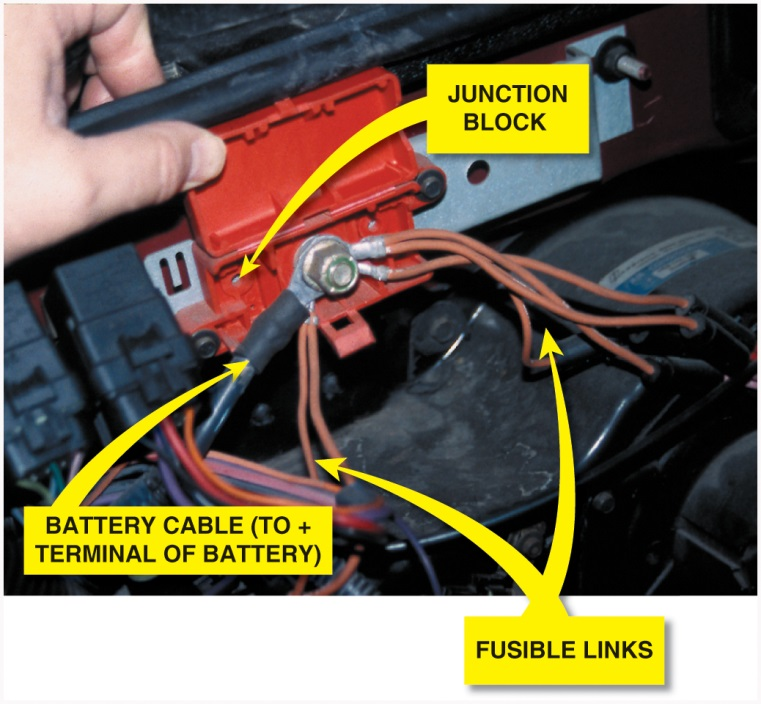 JUNCTION
BLOCK
BATTERY CABLE (TO +
TERMINAL OF BATTERY)
FUSIBLE LINKS